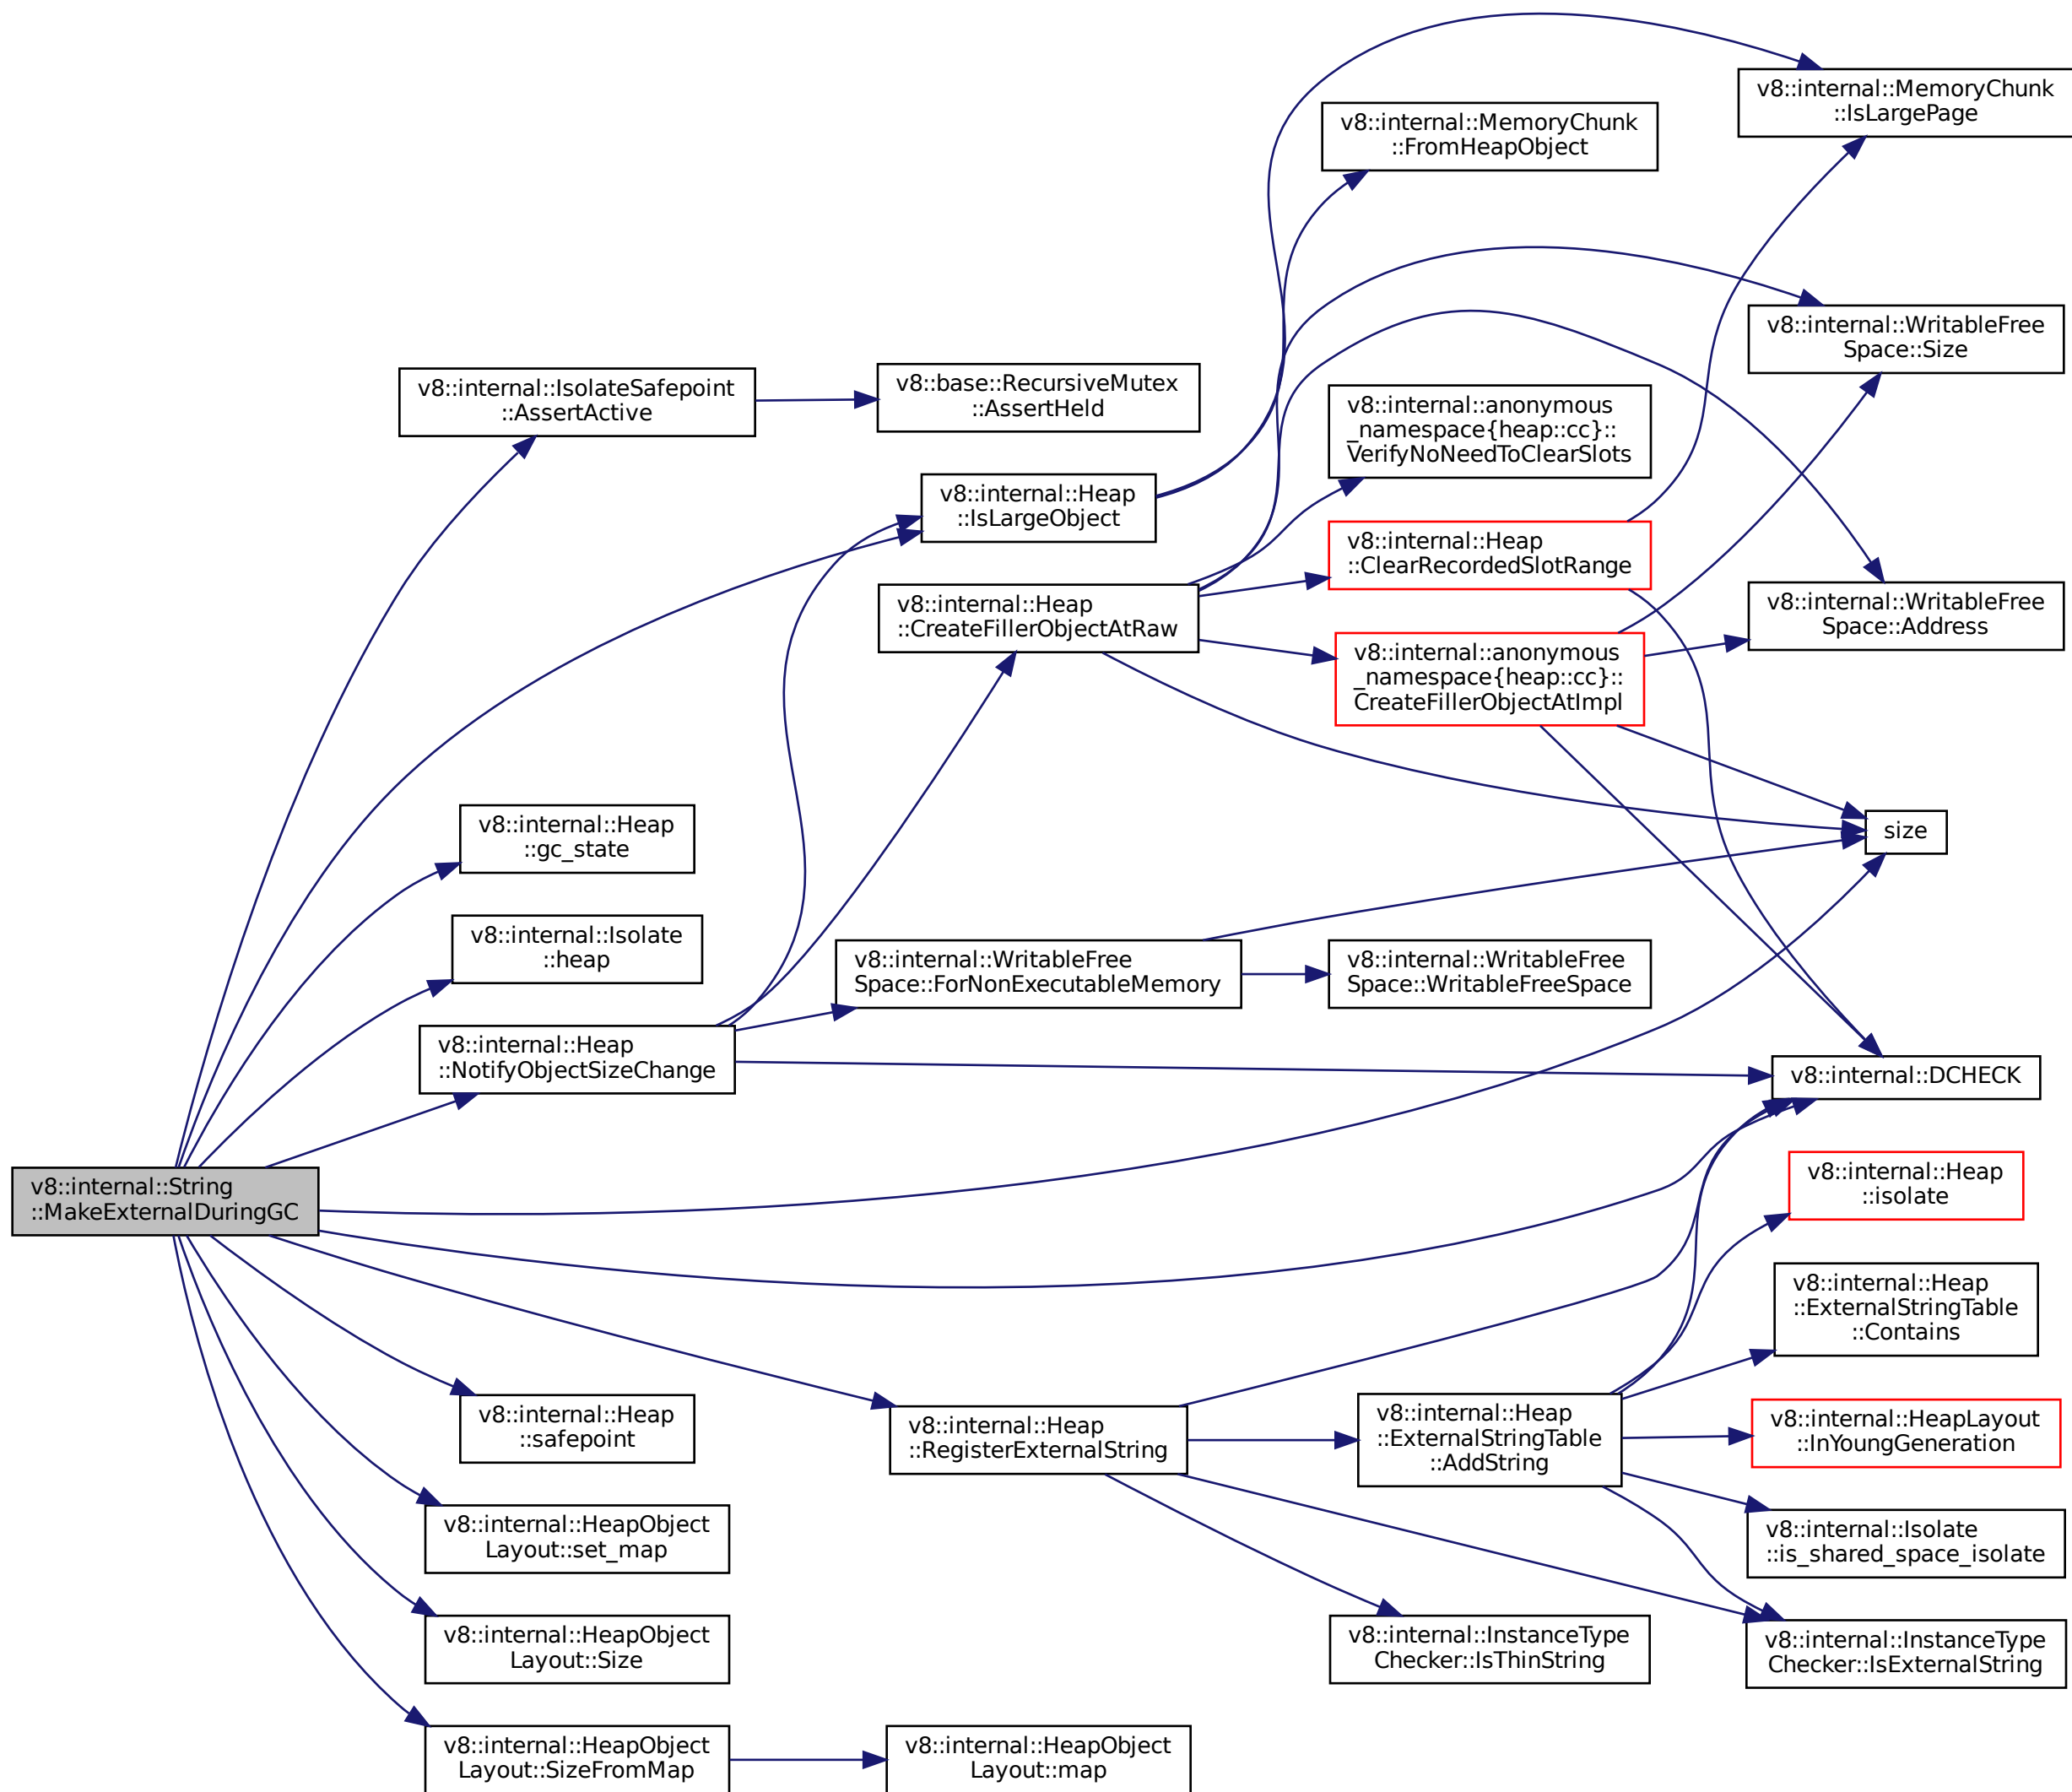 v8::internal::MemoryChunk
::IsLargePage
v8::internal::MemoryChunk
::FromHeapObject
v8::internal::WritableFree
Space::Size
v8::internal::IsolateSafepoint
::AssertActive
v8::base::RecursiveMutex
::AssertHeld
v8::internal::anonymous
_namespace{heap::cc}::
VerifyNoNeedToClearSlots
v8::internal::Heap
::IsLargeObject
v8::internal::Heap
::ClearRecordedSlotRange
v8::internal::Heap
::CreateFillerObjectAtRaw
v8::internal::WritableFree
Space::Address
v8::internal::anonymous
_namespace{heap::cc}::
CreateFillerObjectAtImpl
v8::internal::Heap
::gc_state
size
v8::internal::Isolate
::heap
v8::internal::WritableFree
Space::ForNonExecutableMemory
v8::internal::WritableFree
Space::WritableFreeSpace
v8::internal::Heap
::NotifyObjectSizeChange
v8::internal::DCHECK
v8::internal::String
::MakeExternalDuringGC
v8::internal::Heap
::isolate
v8::internal::Heap
::ExternalStringTable
::Contains
v8::internal::Heap
::safepoint
v8::internal::Heap
::RegisterExternalString
v8::internal::Heap
::ExternalStringTable
::AddString
v8::internal::HeapLayout
::InYoungGeneration
v8::internal::HeapObject
Layout::set_map
v8::internal::Isolate
::is_shared_space_isolate
v8::internal::HeapObject
Layout::Size
v8::internal::InstanceType
Checker::IsThinString
v8::internal::InstanceType
Checker::IsExternalString
v8::internal::HeapObject
Layout::SizeFromMap
v8::internal::HeapObject
Layout::map